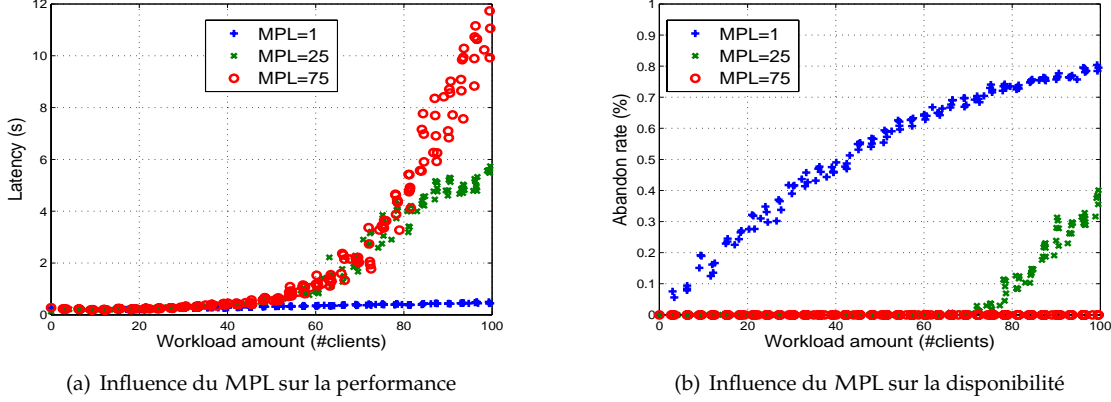 12
10
8
6
4
2
0
0
20
40
60
80
100
Latency (s)
Workload amount (#clients)
MPL=1
MPL=25
MPL=75
(a) Influence du MPL sur la performance
1
0.9
0.8
0.7
0.6
0.5
0.4
0.3
0.2
0.1
0
0
20
40
60
80
100
Abandon rate (%)
Workload amount (#clients)
MPL=1
MPL=25
MPL=75
(b) Influence du MPL sur la disponibilité